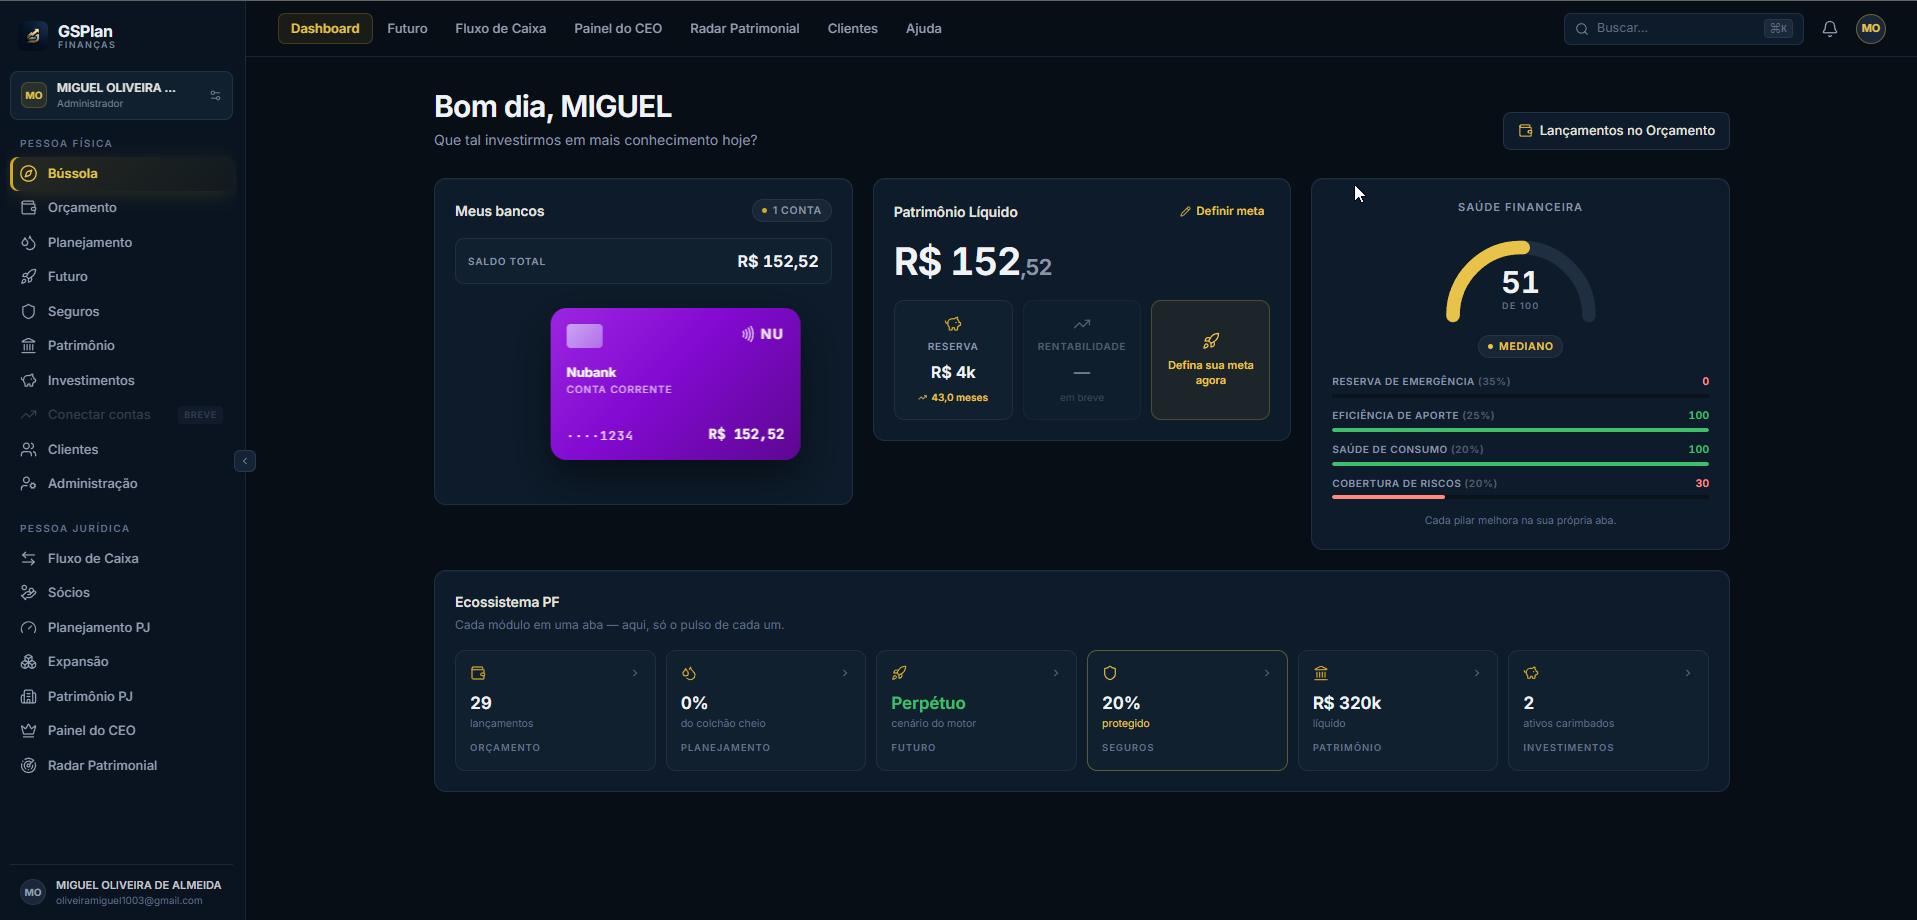 GSPlan
FINANÇAS
MO
MIGUEL OLIVEIRA ...
Administrador
PESSOA FÍSICA
Bússola
Orçamento
Planejamento
Futuro
Seguros
Patrimônio
Investimentos
Conectar contas BREVE
Clientes
Administração
PESSOA JURÍDICA
Fluxo de Caixa
Sócios
Planejamento PJ
Expansão
Patrimônio PJ
Painel do CEO
Radar Patrimonial
MO
MIGUEL OLIVEIRA DE ALMEIDA
oliveiramiguel1003@gmail.com
Dashboard Futuro Fluxo de Caixa Painel do CEO Radar Patrimonial Clientes Ajuda
Buscar... ⌘K
MO
Bom dia, MIGUEL
Que tal investirmos em mais conhecimento hoje?
Lançamentos no Orçamento
Meus bancos
1 CONTA
SALDO TOTAL R$ 152,52
NU
Nubank
CONTA CORRENTE
····1234 R$ 152,52
Patrimônio Líquido
Definir meta
R$ 152,52
RESERVA
R$ 4k
43,0 meses
RENTABILIDADE
—
em breve
Defina sua meta
agora
SAÚDE FINANCEIRA
51
DE 100
MEDIANO
RESERVA DE EMERGÊNCIA (35%) 0
EFICIÊNCIA DE APORTE (25%) 100
SAÚDE DE CONSUMO (20%) 100
COBERTURA DE RISCOS (20%) 30
Cada pilar melhora na sua própria aba.
Ecossistema PF
Cada módulo em uma aba — aqui, só o pulso de cada um.
29
lançamentos
ORÇAMENTO
0%
do colchão cheio
PLANEJAMENTO
Perpétuo
cenário do motor
FUTURO
20%
protegido
SEGUROS
R$ 320k
líquido
PATRIMÔNIO
2
ativos carimbados
INVESTIMENTOS